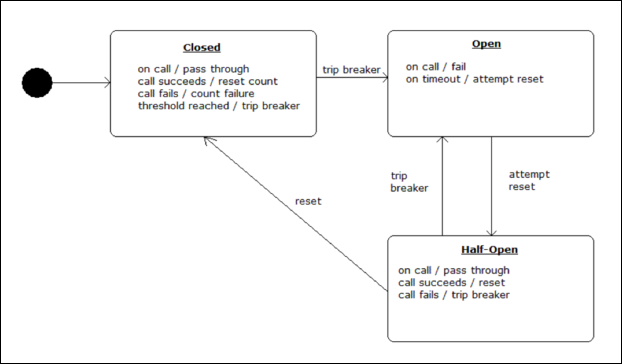 Closed
on call / pass through
call succeeds / reset count
call fails / count failure
threshold reached / trip breaker
trip breaker
Open
on call / fail
on timeout / attempt reset
trip
breaker
attempt
reset
reset
Half-Open
on call / pass through
call succeeds / reset
call fails / trip breaker